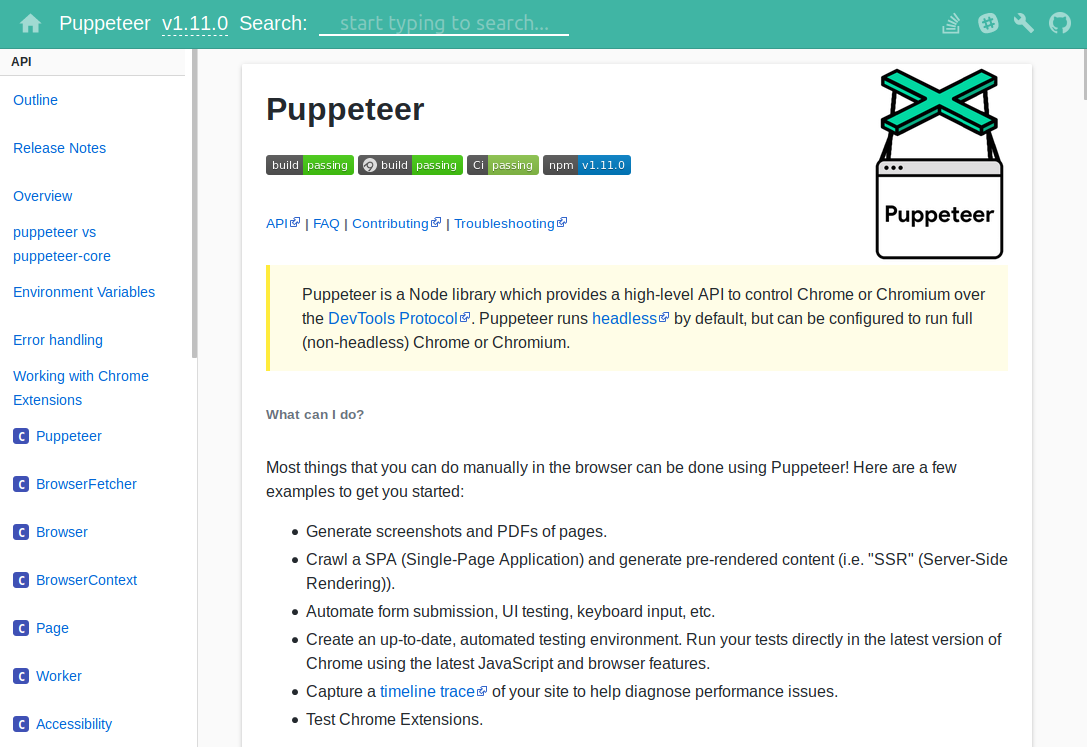 Puppeteer v1.11.0 Search: start typing to search...
API
Outline
Release Notes
Overview
puppeteer vs
puppeteer-core
Environment Variables
Error handling
Working with Chrome
Extensions
C Puppeteer
C BrowserFetcher
C Browser
C BrowserContext
C Page
C Worker
C Accessibility
Puppeteer
build passing build passing Ci passing npm v1.11.0
API | FAQ | Contributing | Troubleshooting
Puppeteer
Puppeteer is a Node library which provides a high-level API to control Chrome or Chromium over
the DevTools Protocol. Puppeteer runs headless by default, but can be configured to run full
(non-headless) Chrome or Chromium.
What can I do?
Most things that you can do manually in the browser can be done using Puppeteer! Here are a few
examples to get you started:
• Generate screenshots and PDFs of pages.
• Crawl a SPA (Single-Page Application) and generate pre-rendered content (i.e. "SSR" (Server-Side
Rendering)).
• Automate form submission, UI testing, keyboard input, etc.
• Create an up-to-date, automated testing environment. Run your tests directly in the latest version of
Chrome using the latest JavaScript and browser features.
• Capture a timeline trace of your site to help diagnose performance issues.
• Test Chrome Extensions.